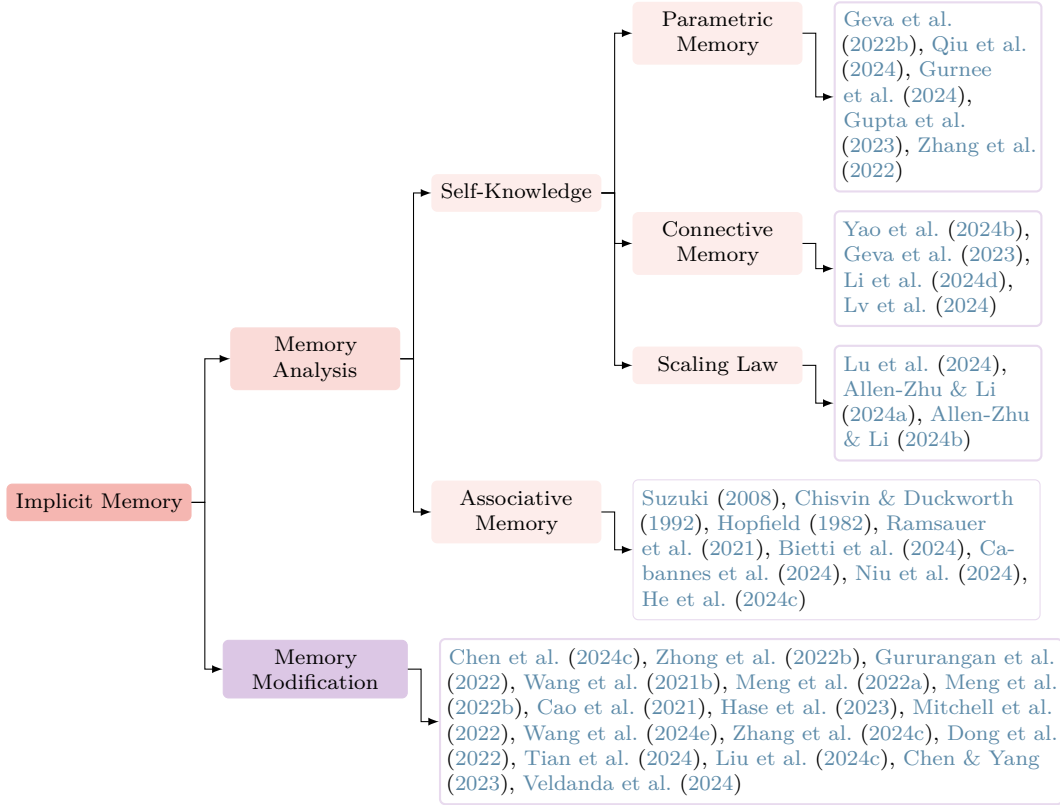 Parametric
Memory
Geva et al.
(2022b), Qiu et al.
(2024), Gurnee
et al. (2024),
Gupta et al.
(2023), Zhang et al.
(2022)
Self-Knowledge
Connective
Memory
Yao et al. (2024b),
Geva et al. (2023),
Li et al. (2024d),
Lv et al. (2024)
Memory
Analysis
Scaling Law
Lu et al. (2024),
Allen-Zhu & Li
(2024a), Allen-Zhu
& Li (2024b)
Implicit Memory
Associative
Memory
Suzuki (2008), Chisvin & Duckworth
(1992), Hopfield (1982), Ramsauer
et al. (2021), Bietti et al. (2024), Ca-
bannes et al. (2024), Niu et al. (2024),
He et al. (2024c)
Memory
Modification
Chen et al. (2024c), Zhong et al. (2022b), Gururangan et al.
(2022), Wang et al. (2021b), Meng et al. (2022a), Meng et al.
(2022b), Cao et al. (2021), Hase et al. (2023), Mitchell et al.
(2022), Wang et al. (2024e), Zhang et al. (2024c), Dong et al.
(2022), Tian et al. (2024), Liu et al. (2024c), Chen & Yang
(2023), Veldanda et al. (2024)